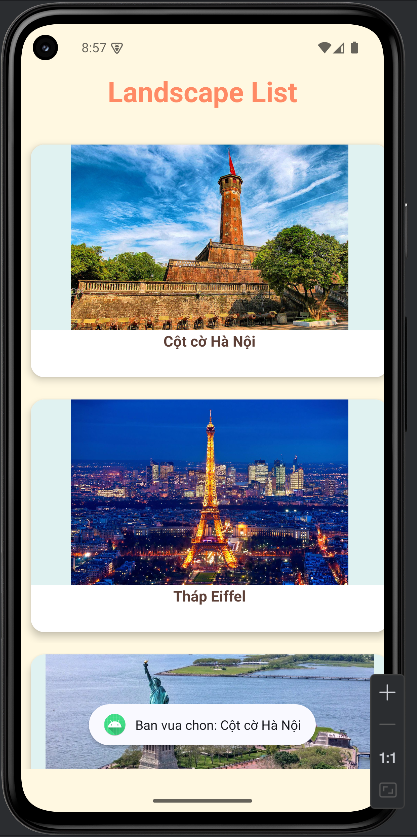 8:57
Landscape List
Cột cờ Hà Nội
Tháp Eiffel
Ban vua chon: Cột cờ Hà Nội
1:1